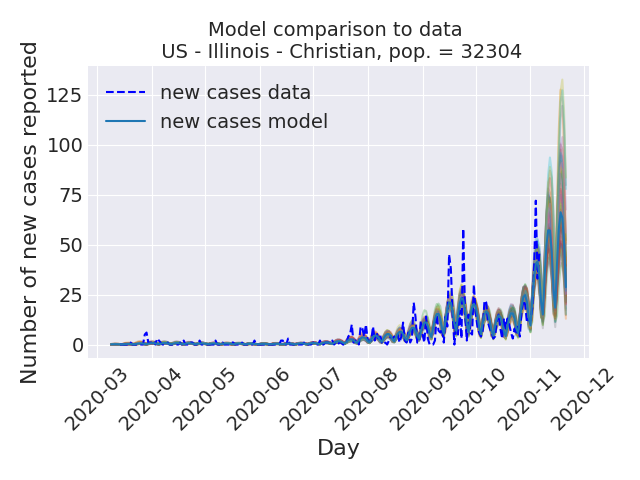 Model comparison to data
US - Illinois - Christian, pop. = 32304
Number of new cases reported
new cases data
new cases model
125
100
75
50
25
0
2020-03
2020-04
2020-05
2020-06
2020-07
2020-08
2020-09
2020-10
2020-11
2020-12
Day